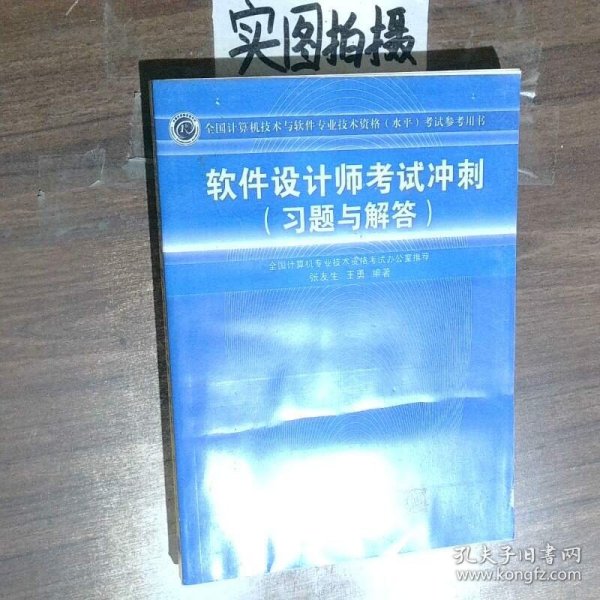 实图拍摄
全国计算机技术与软件专业技术资格（水平）考试参考用书
软件设计师考试冲刺
（习题与解答）
全国计算机专业技术资格考试办公室推荐
张友生 王勇 编著
孔夫子旧书网
www.kongfz.com